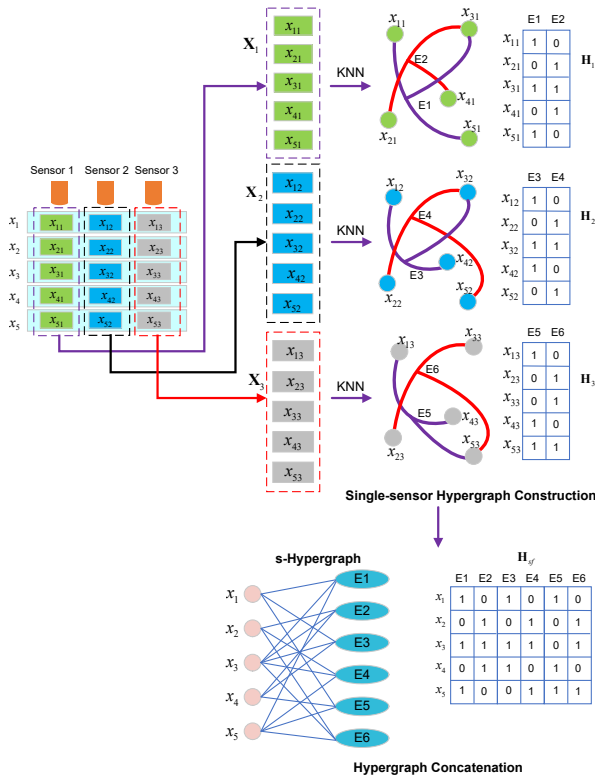 Sensor 1 Sensor 2 Sensor 3
x₁ x₁₁ x₁₂ x₁₃
x₂ x₂₁ x₂₂ x₂₃
x₃ x₃₁ x₃₂ x₃₃
x₄ x₄₁ x₄₂ x₄₃
x₅ x₅₁ x₅₂ x₅₃
X₁
x₁₁
x₂₁
x₃₁
x₄₁
x₅₁
KNN
x₁₁ x₃₁
E2
E1 x₄₁
x₂₁ x₅₁
E1 E2
x₁₁ 1 0
x₂₁ 0 1
x₃₁ 1 1
x₄₁ 0 1
x₅₁ 1 0
H₁
X₂
x₁₂
x₂₂
x₃₂
x₄₂
x₅₂
KNN
x₁₂ x₃₂
E4
E3 x₄₂
x₂₂ x₅₂
E3 E4
x₁₂ 1 0
x₂₂ 0 1
x₃₂ 1 1
x₄₂ 1 0
x₅₂ 0 1
H₂
X₃
x₁₃
x₂₃
x₃₃
x₄₃
x₅₃
KNN
x₁₃ x₃₃
E6
E5 x₄₃
x₂₃ x₅₃
E5 E6
x₁₃ 1 0
x₂₃ 0 1
x₃₃ 0 1
x₄₃ 1 0
x₅₃ 1 1
H₃
Single-sensor Hypergraph Construction
s-Hypergraph
x₁
x₂
x₃
x₄
x₅
E1
E2
E3
E4
E5
E6
H_sf
E1 E2 E3 E4 E5 E6
x₁ 1 0 1 0 1 0
x₂ 0 1 0 1 0 1
x₃ 1 1 1 1 0 1
x₄ 0 1 1 0 1 0
x₅ 1 0 0 1 1 1
Hypergraph Concatenation